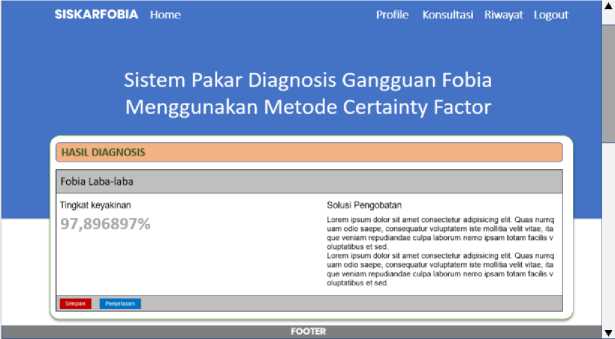 SISKARFOBIA Home Profile Konsultasi Riwayat Logout
Sistem Pakar Diagnosis Gangguan Fobia
Menggunakan Metode Certainty Factor
HASIL DIAGNOSIS
Fobia Laba-laba
Tingkat keyakinan
97,896897%
Solusi Pengobatan
Lorem ipsum dolor sit amet consectetur adipisicing elit. Quas numq
uam odio saepe, consequatur voluptatem iste mollitia velit vitae, ita
que veniam repudiandae culpa laborum nemo ipsam totam facilis v
oluptatibus et sed.
Lorem ipsum dolor sit amet consectetur adipisicing elit. Quas numq
uam odio saepe, consequatur voluptatem iste mollitia velit vitae, ita
que veniam repudiandae culpa laborum nemo ipsam totam facilis v
oluptatibus et sed.
Simpan Penjelasan
FOOTER